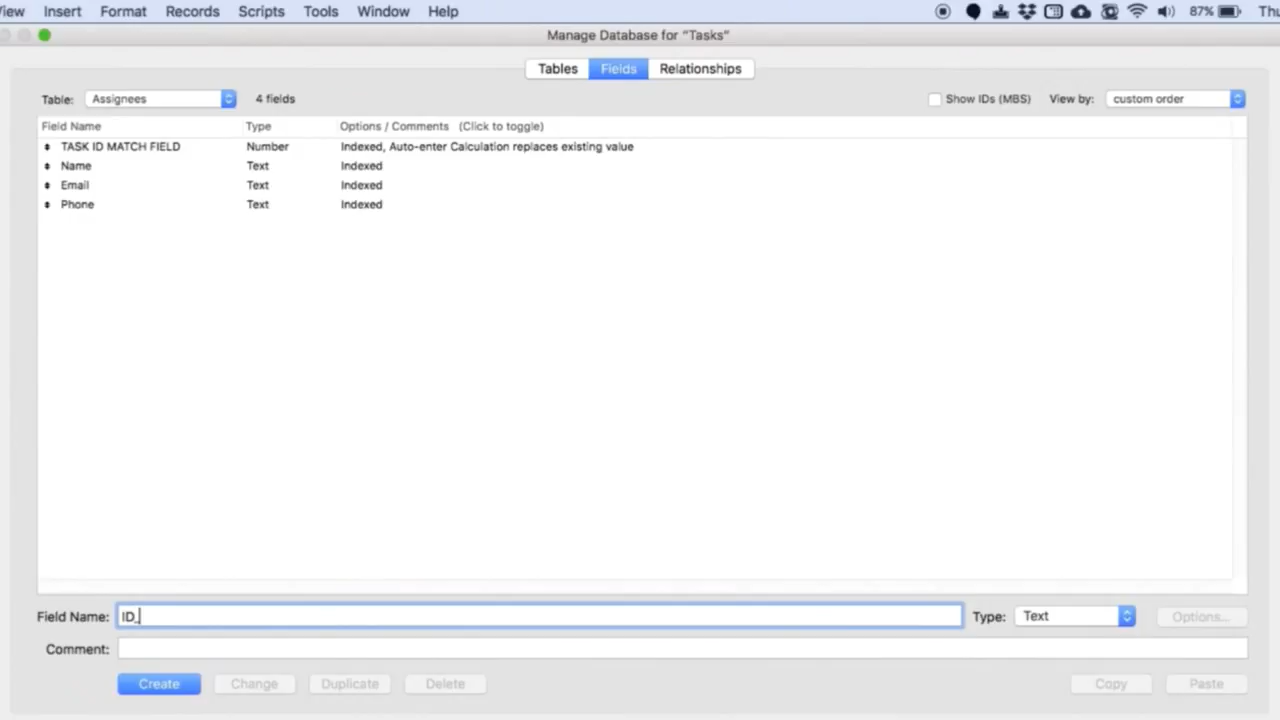 iew Insert Format Records Scripts Tools Window Help 87% Thu
Manage Database for "Tasks"
Tables Fields Relationships
Table: Assignees 4 fields Show IDs (MBS) View by: custom order
Field Name Type Options / Comments (Click to toggle)
TASK ID MATCH FIELD Number Indexed, Auto-enter Calculation replaces existing value
Name Text Indexed
Email Text Indexed
Phone Text Indexed
Field Name: ID_ Type: Text Options...
Comment:
Create Change Duplicate Delete Copy Paste